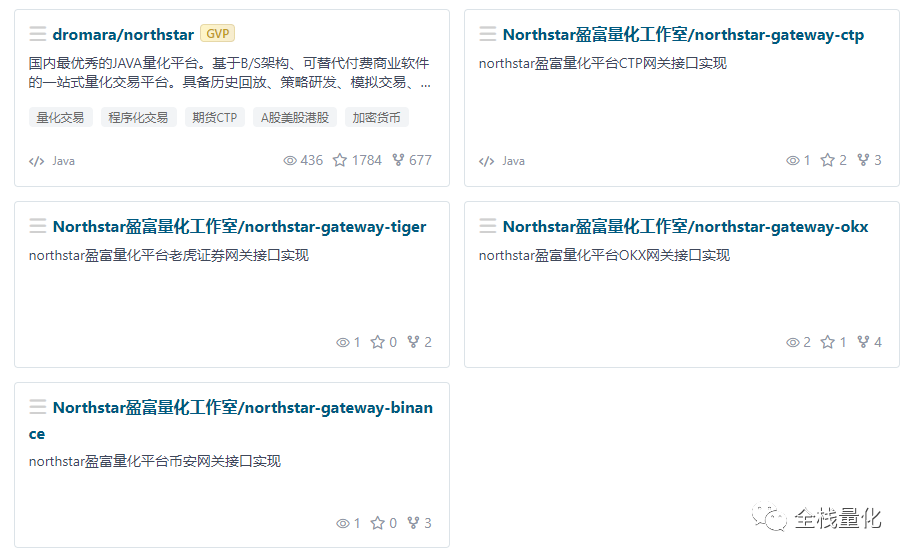 dromara/northstar GVP
国内最优秀的JAVA量化平台。基于B/S架构、可替代付费商业软件
的一站式量化交易平台。具备历史回放、策略研发、模拟交易、...
量化交易 程序化交易 期货CTP A股美股港股 加密货币
Java 436 1784 677
Northstar盈富量化工作室/northstar-gateway-ctp
northstar盈富量化平台CTP网关接口实现
Java 1 2 3
Northstar盈富量化工作室/northstar-gateway-tiger
northstar盈富量化平台老虎证券网关接口实现
1 0 2
Northstar盈富量化工作室/northstar-gateway-okx
northstar盈富量化平台OKX网关接口实现
2 1 4
Northstar盈富量化工作室/northstar-gateway-binan
ce
northstar盈富量化平台币安网关接口实现
1 0 3
全栈量化